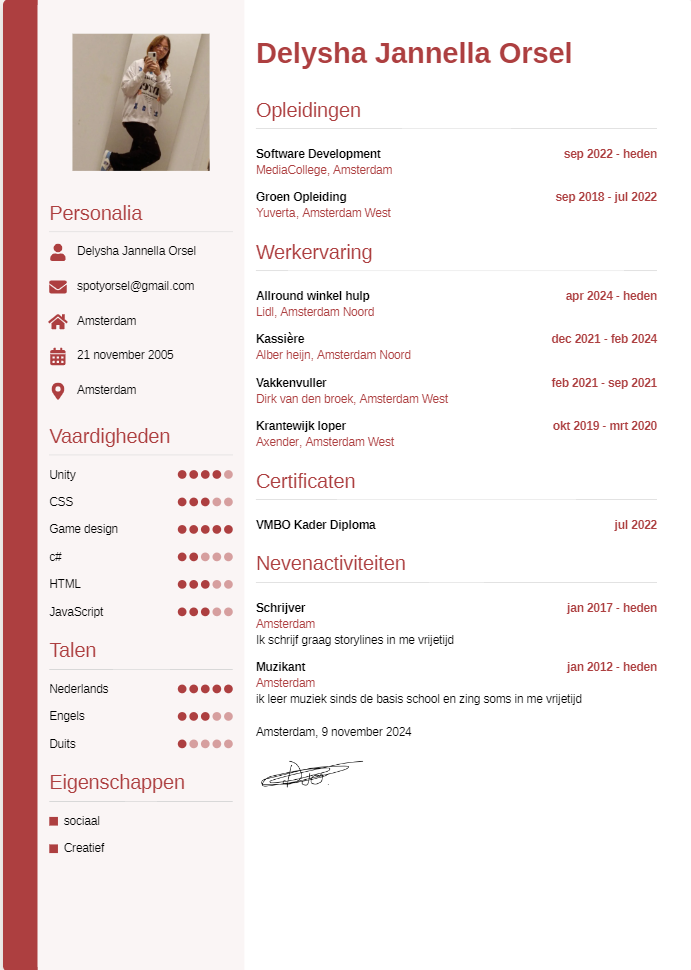 Delysha Jannella Orsel
Personalia
Delysha Jannella Orsel
spotyorsel@gmail.com
Amsterdam
21 november 2005
Amsterdam
Vaardigheden
Unity
CSS
Game design
c#
HTML
JavaScript
Talen
Nederlands
Engels
Duits
Eigenschappen
sociaal
Creatief
Opleidingen
Software Development sep 2022 - heden
MediaCollege, Amsterdam
Groen Opleiding sep 2018 - jul 2022
Yuverta, Amsterdam West
Werkervaring
Allround winkel hulp apr 2024 - heden
Lidl, Amsterdam Noord
Kassière dec 2021 - feb 2024
Alber heijn, Amsterdam Noord
Vakkenvuller feb 2021 - sep 2021
Dirk van den broek, Amsterdam West
Krantewijk loper okt 2019 - mrt 2020
Axender, Amsterdam West
Certificaten
VMBO Kader Diploma jul 2022
Nevenactiviteiten
Schrijver jan 2017 - heden
Amsterdam
Ik schrijf graag storylines in me vrijetijd
Muzikant jan 2012 - heden
Amsterdam
ik leer muziek sinds de basis school en zing soms in me vrijetijd
Amsterdam, 9 november 2024